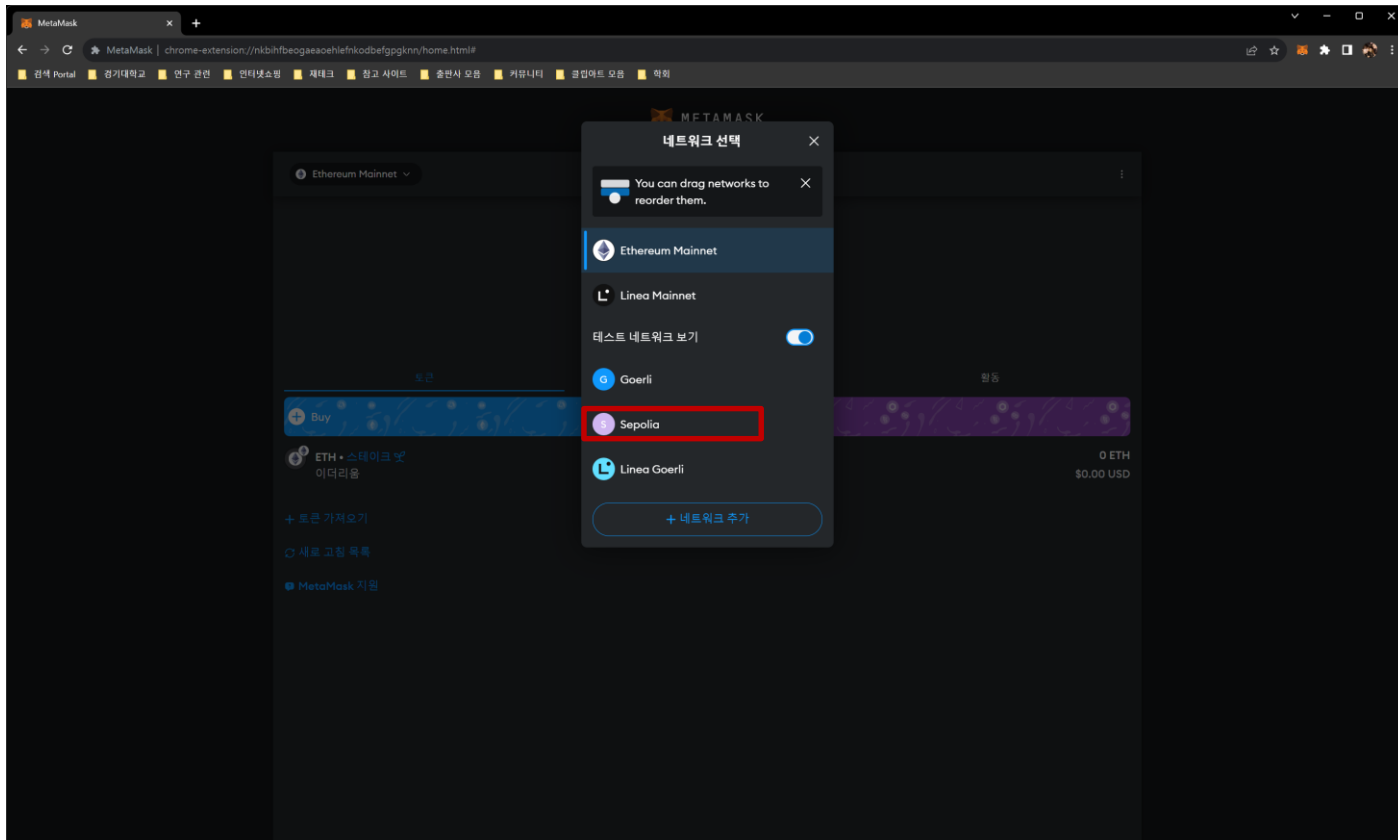 MetaMask
MetaMask | chrome-extension://nkbihfbeogaeaoehlefnkodbefgpgknn/home.html#
검색 Portal 경기대학교 연구 관련 인터넷쇼핑 재테크 참고 사이트 출판사 모음 커뮤니티 클립아트 모음 학회
METAMASK
네트워크 선택
Ethereum Mainnet
You can drag networks to
reorder them.
Ethereum Mainnet
L Linea Mainnet
테스트 네트워크 보기
토큰
활동
G Goerli
Buy
S Sepolia
ETH • 스테이크
0 ETH
이더리움
$0.00 USD
L Linea Goerli
+ 토큰 가져오기
+ 네트워크 추가
새로 고침 목록
MetaMask 지원